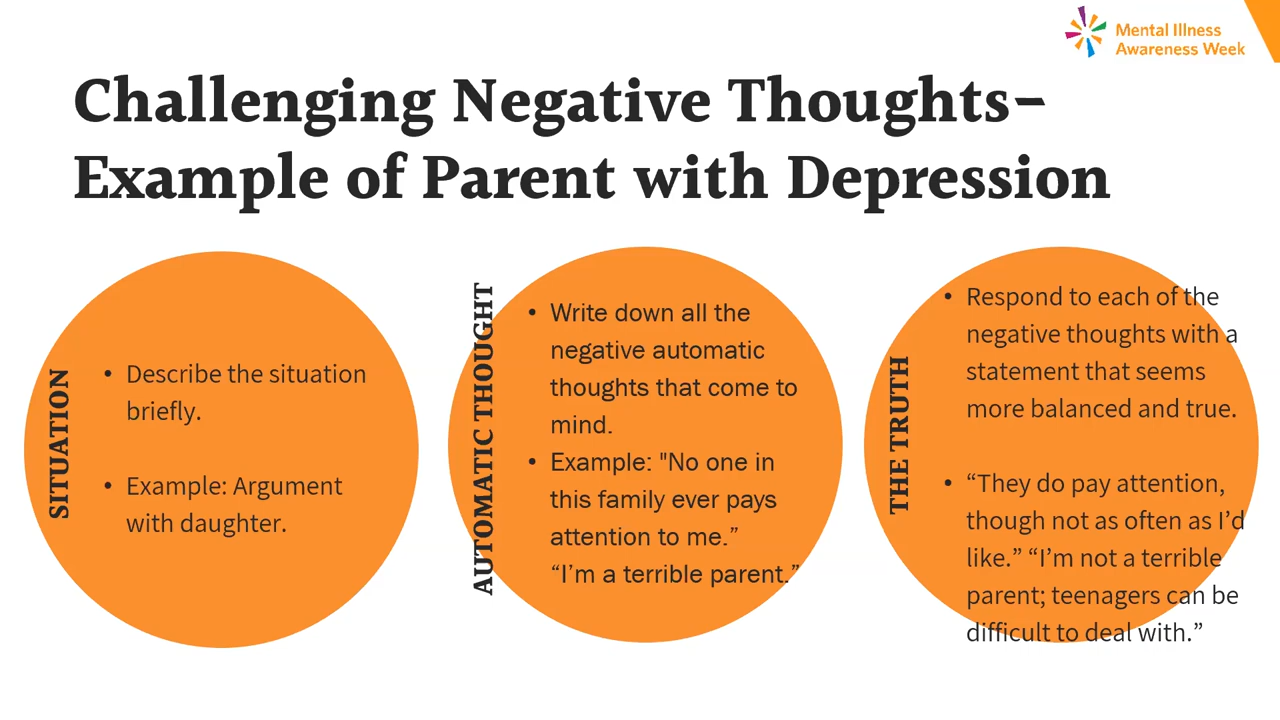 Mental Illness
Awareness Week
Challenging Negative Thoughts–
Example of Parent with Depression
SITUATION
• Describe the situation
briefly.
• Example: Argument
with daughter.
AUTOMATIC THOUGHT
• Write down all the
negative automatic
thoughts that come to
mind.
• Example: "No one in
this family ever pays
attention to me.”
“I’m a terrible parent.”
THE TRUTH
• Respond to each of the
negative thoughts with a
statement that seems
more balanced and true.
• “They do pay attention,
though not as often as I’d
like.” “I’m not a terrible
parent; teenagers can be
difficult to deal with.”